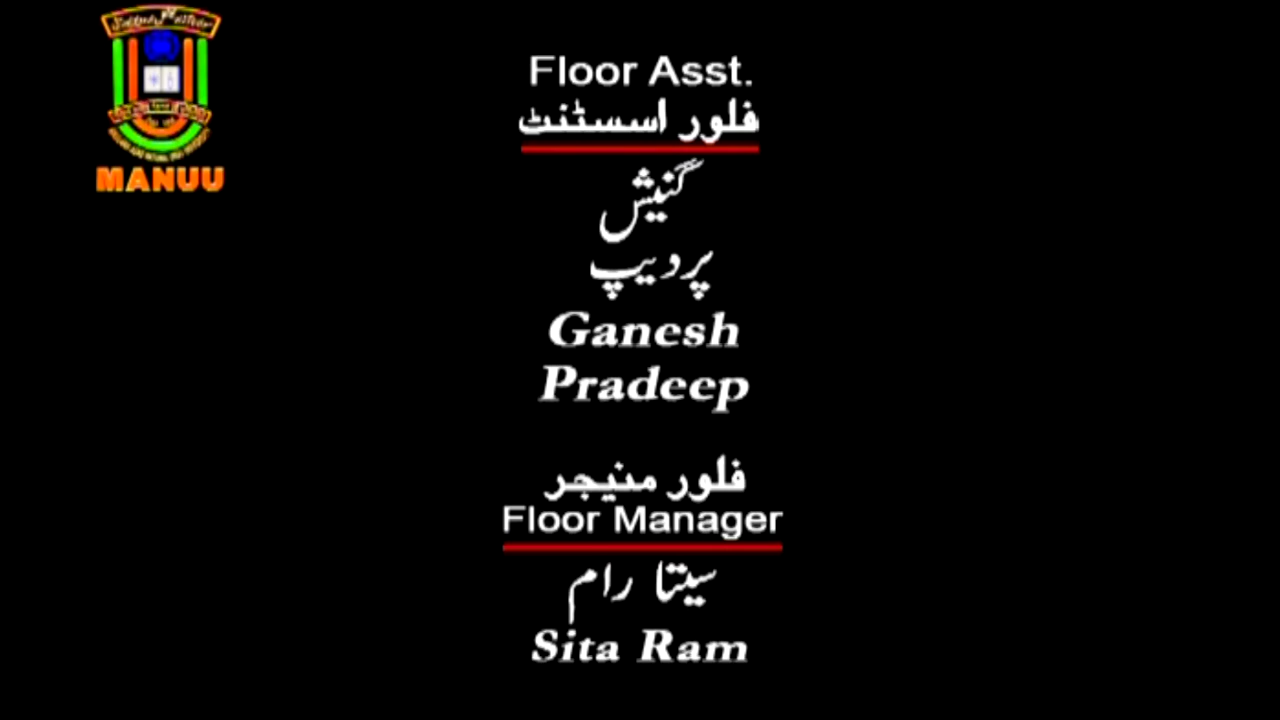 MANUU
Floor Asst.
فلور اسسٹنٹ
گنیش
پردیپ
Ganesh
Pradeep
فلور منیجر
Floor Manager
سیتا رام
Sita Ram